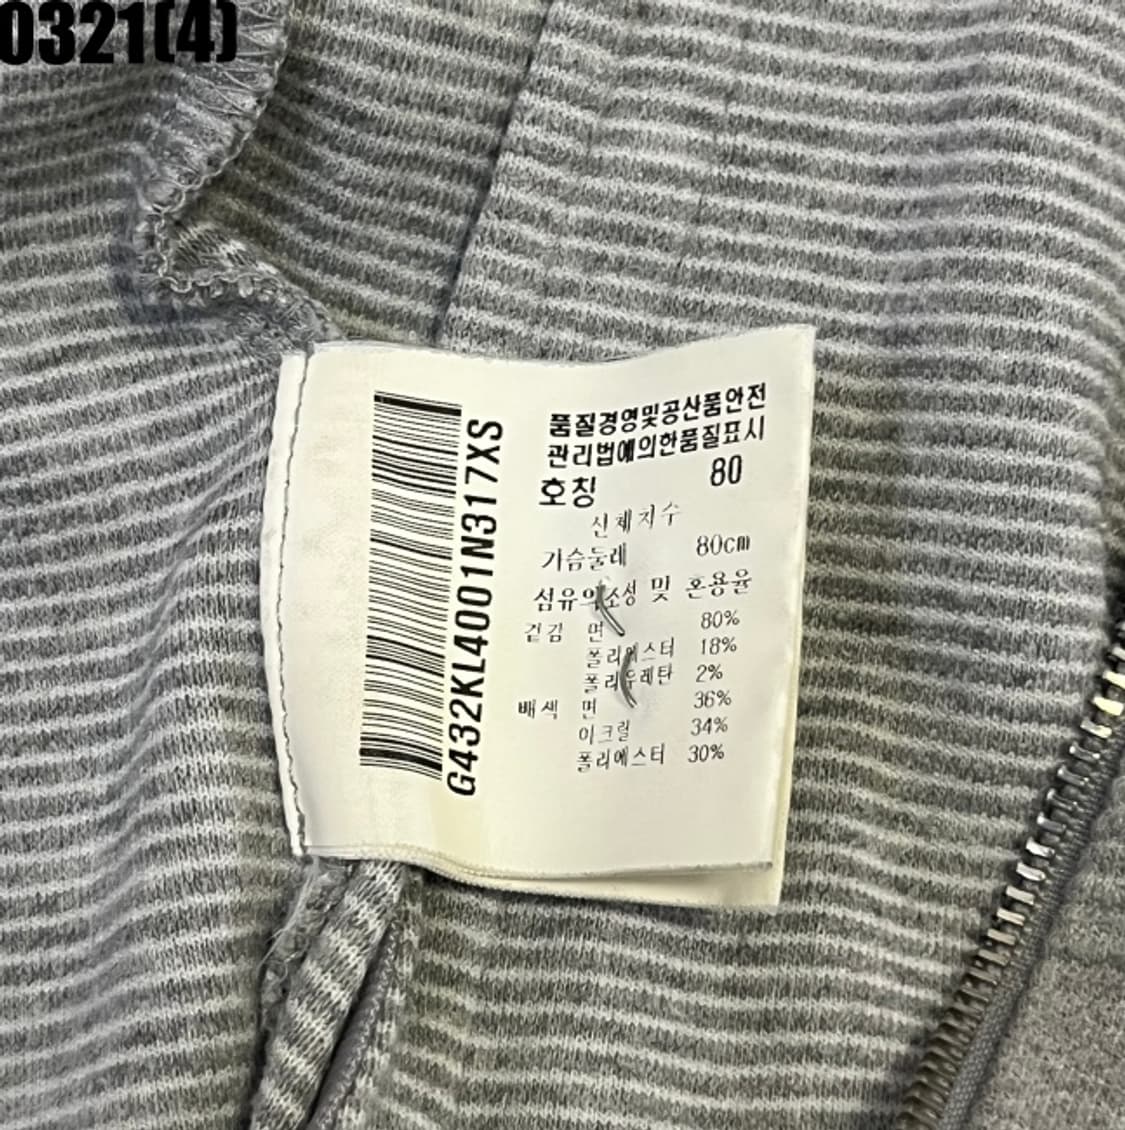 0321(4)
G432KL4001N317XS
품질경영및공산품안전
관리법에의한품질표시
호칭 80
신체치수
가슴둘레 80cm
섬유의소성 및 혼용율
겉감 면 80%
폴리에스터 18%
폴리우레탄 2%
배색 면 36%
아크릴 34%
폴리에스터 30%